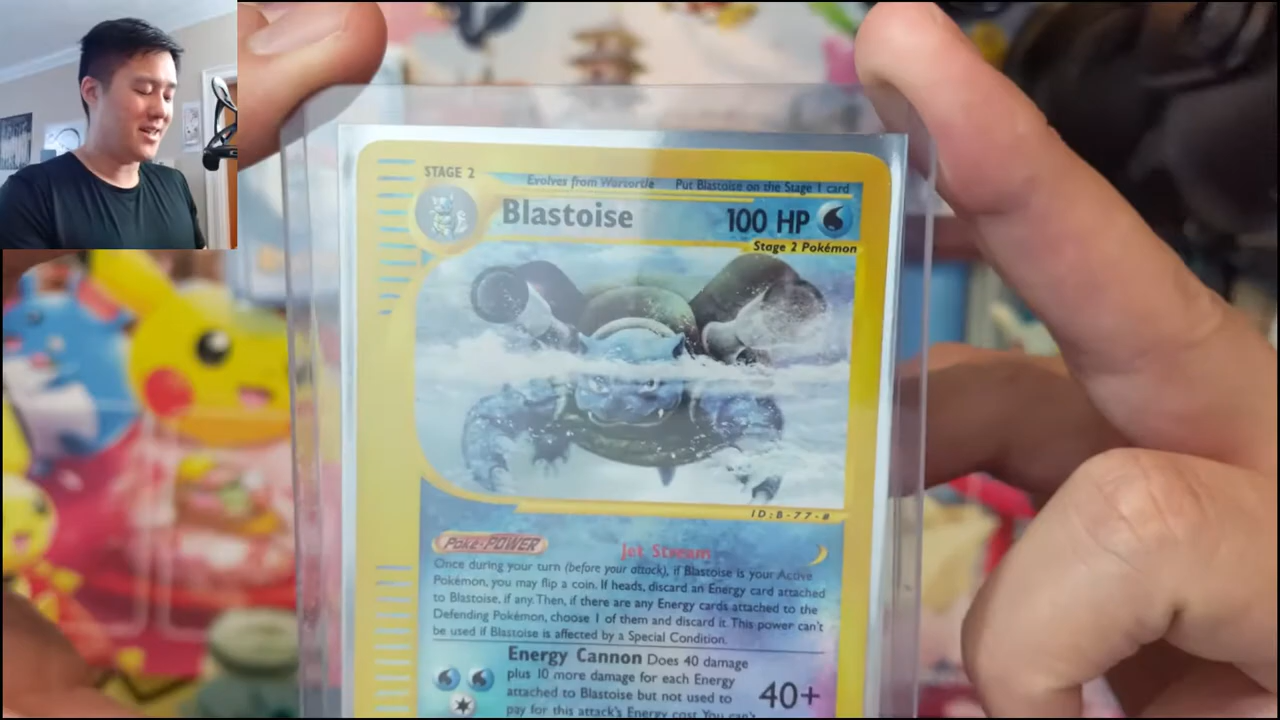 STAGE 2
Evolves from Wartortle Put Blastoise on the Stage 1 card
Blastoise 100 HP
Stage 2 Pokémon
ID:B-77-#
Poké-POWER Jet Stream
Once during your turn (before your attack), if Blastoise is your Active
Pokémon, you may flip a coin. If heads, discard an Energy card attached
to Blastoise, if any. Then, if there are any Energy cards attached to the
Defending Pokémon, choose 1 of them and discard it. This power can't
be used if Blastoise is affected by a Special Condition.
Energy Cannon Does 40 damage
plus 10 more damage for each Energy
attached to Blastoise but not used to
40+
pay for this attack's Energy cost. You can't